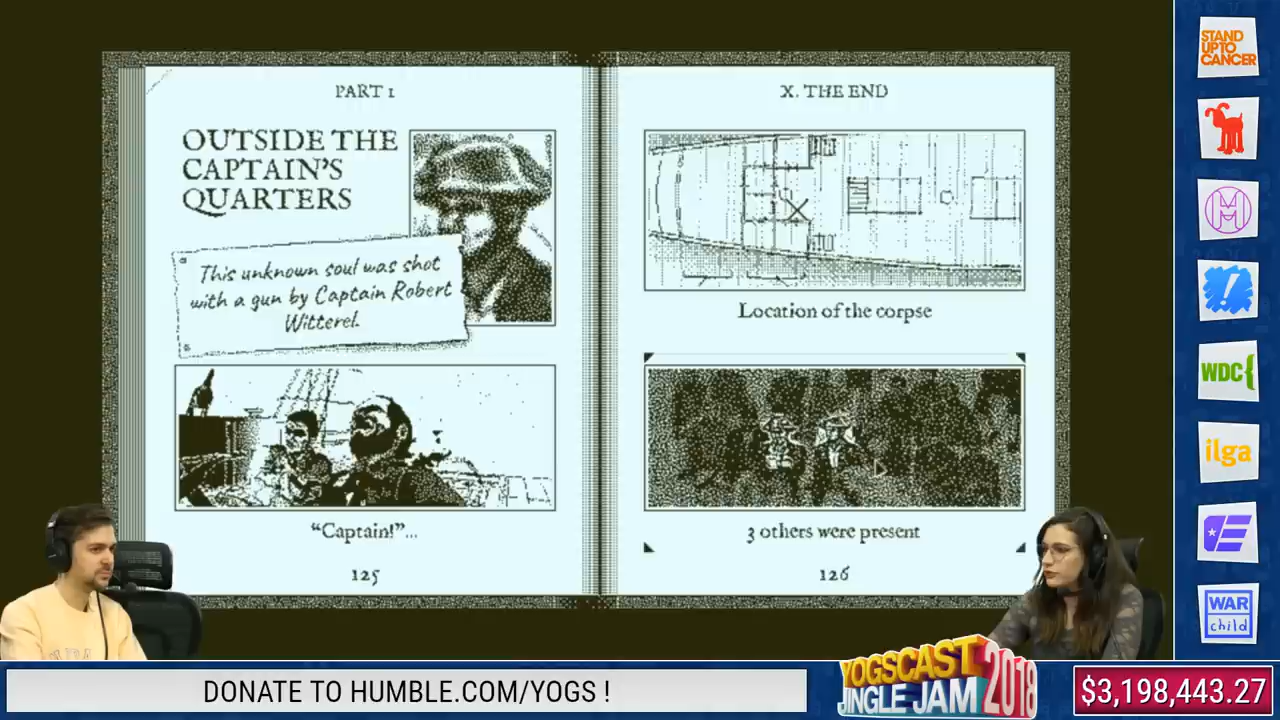 PART 1
OUTSIDE THE
CAPTAIN'S
QUARTERS
This unknown soul was shot
with a gun by Captain Robert
Witterel.
"Captain!"...
125
X. THE END
Location of the corpse
3 others were present
126
STAND
UP TO
CANCER
WDC
ilga
WAR
child
DONATE TO HUMBLE.COM/YOGS !
YOGSCAST
JINGLE JAM
2018
$3,198,443.27